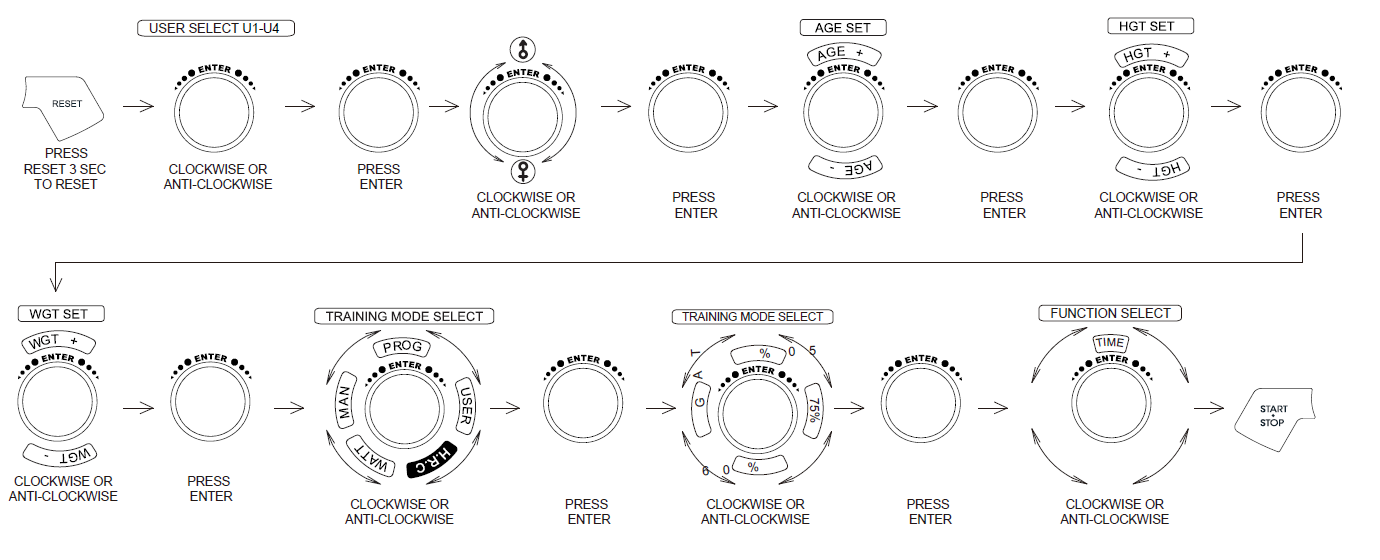 USER SELECT U1-U4
AGE SET
HGT SET
ENTER
ENTER
ENTER
ENTER
AGE +
ENTER
AGE -
ENTER
HGT +
ENTER
HGT -
ENTER
RESET
PRESS
RESET 3 SEC
TO RESET
CLOCKWISE OR
ANTI-CLOCKWISE
PRESS
ENTER
CLOCKWISE OR
ANTI-CLOCKWISE
PRESS
ENTER
CLOCKWISE OR
ANTI-CLOCKWISE
PRESS
ENTER
CLOCKWISE OR
ANTI-CLOCKWISE
PRESS
ENTER
WGT SET
WGT +
ENTER
WGT -
CLOCKWISE OR
ANTI-CLOCKWISE
ENTER
PRESS
ENTER
TRAINING MODE SELECT
PROG
ENTER
MAN
USER
WATT
H.R.C
CLOCKWISE OR
ANTI-CLOCKWISE
ENTER
PRESS
ENTER
TRAINING MODE SELECT
% 0 5
T
A
G
ENTER
75%
6 0 %
CLOCKWISE OR
ANTI-CLOCKWISE
ENTER
PRESS
ENTER
FUNCTION SELECT
TIME
ENTER
CLOCKWISE OR
ANTI-CLOCKWISE
START
+
STOP